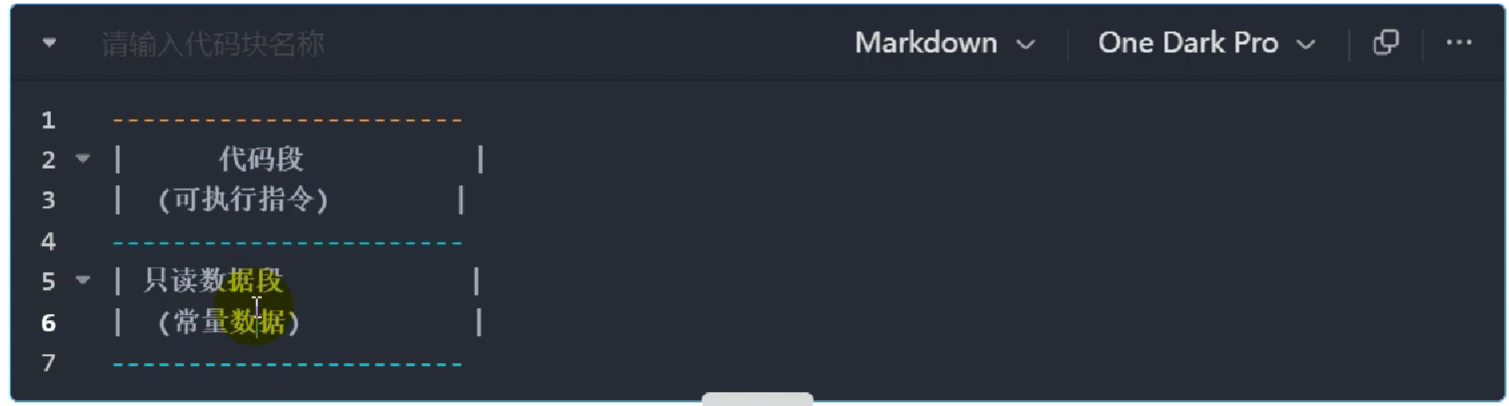 请输入代码块名称 Markdown One Dark Pro ...
1 -----------------------
2 | 代码段 |
3 | (可执行指令) |
4 -----------------------
5 | 只读数据段 |
6 | (常量数据) |
7 -----------------------